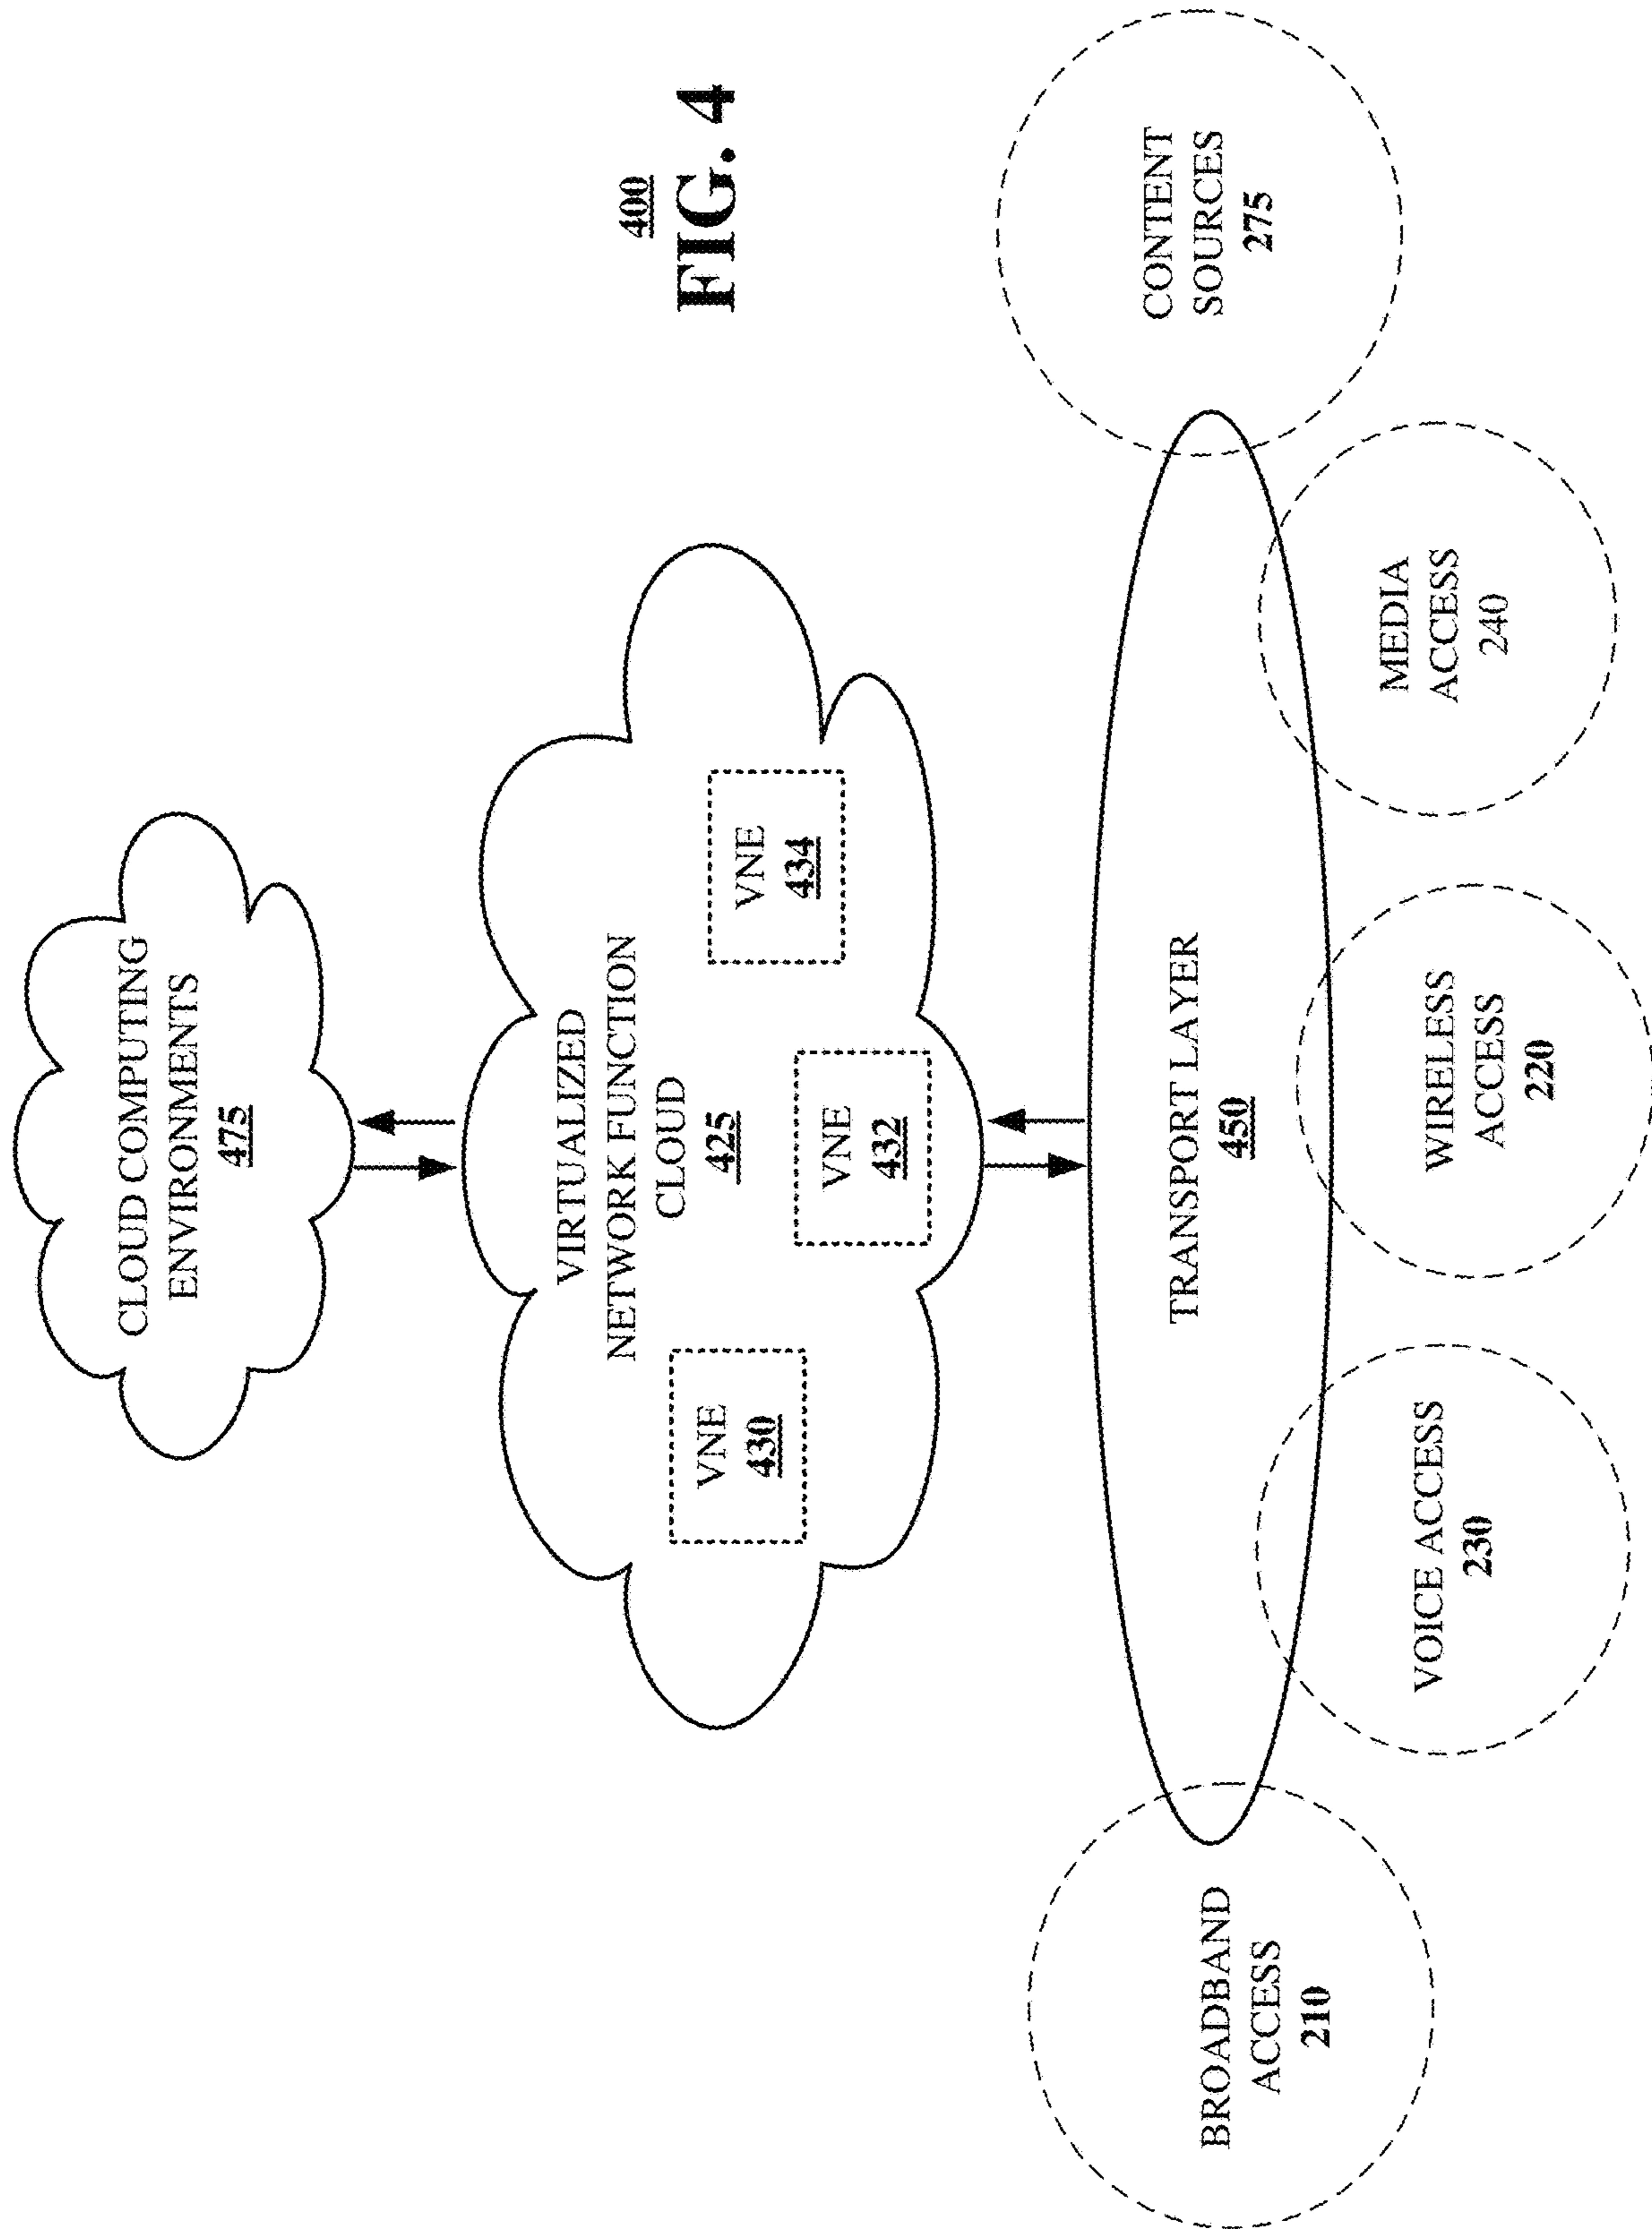 CLOUD COMPUTING
ENVIRONMENTS
475
VIRTUALIZED
NETWORK FUNCTION
CLOUD
425
VNE
430
VNE
432
VNE
434
400
FIG. 4
TRANSPORT LAYER
450
BROADBAND
ACCESS
210
VOICE ACCESS
230
WIRELESS
ACCESS
220
MEDIA
ACCESS
240
CONTENT
SOURCES
275